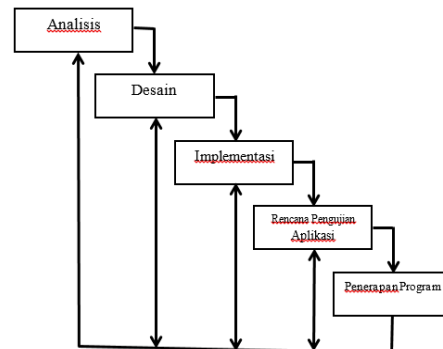 Analisis
Desain
Implementasi
Rencana Pengujian
Aplikasi
Penerapan Program